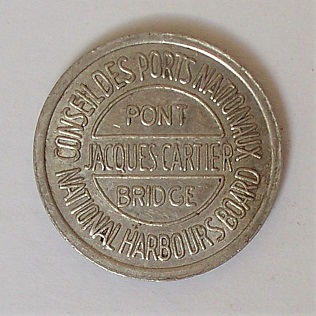 CONSEIL DES PORTS NATIONAUX
PONT
JACQUES CARTIER
BRIDGE
NATIONAL HARBOURS BOARD